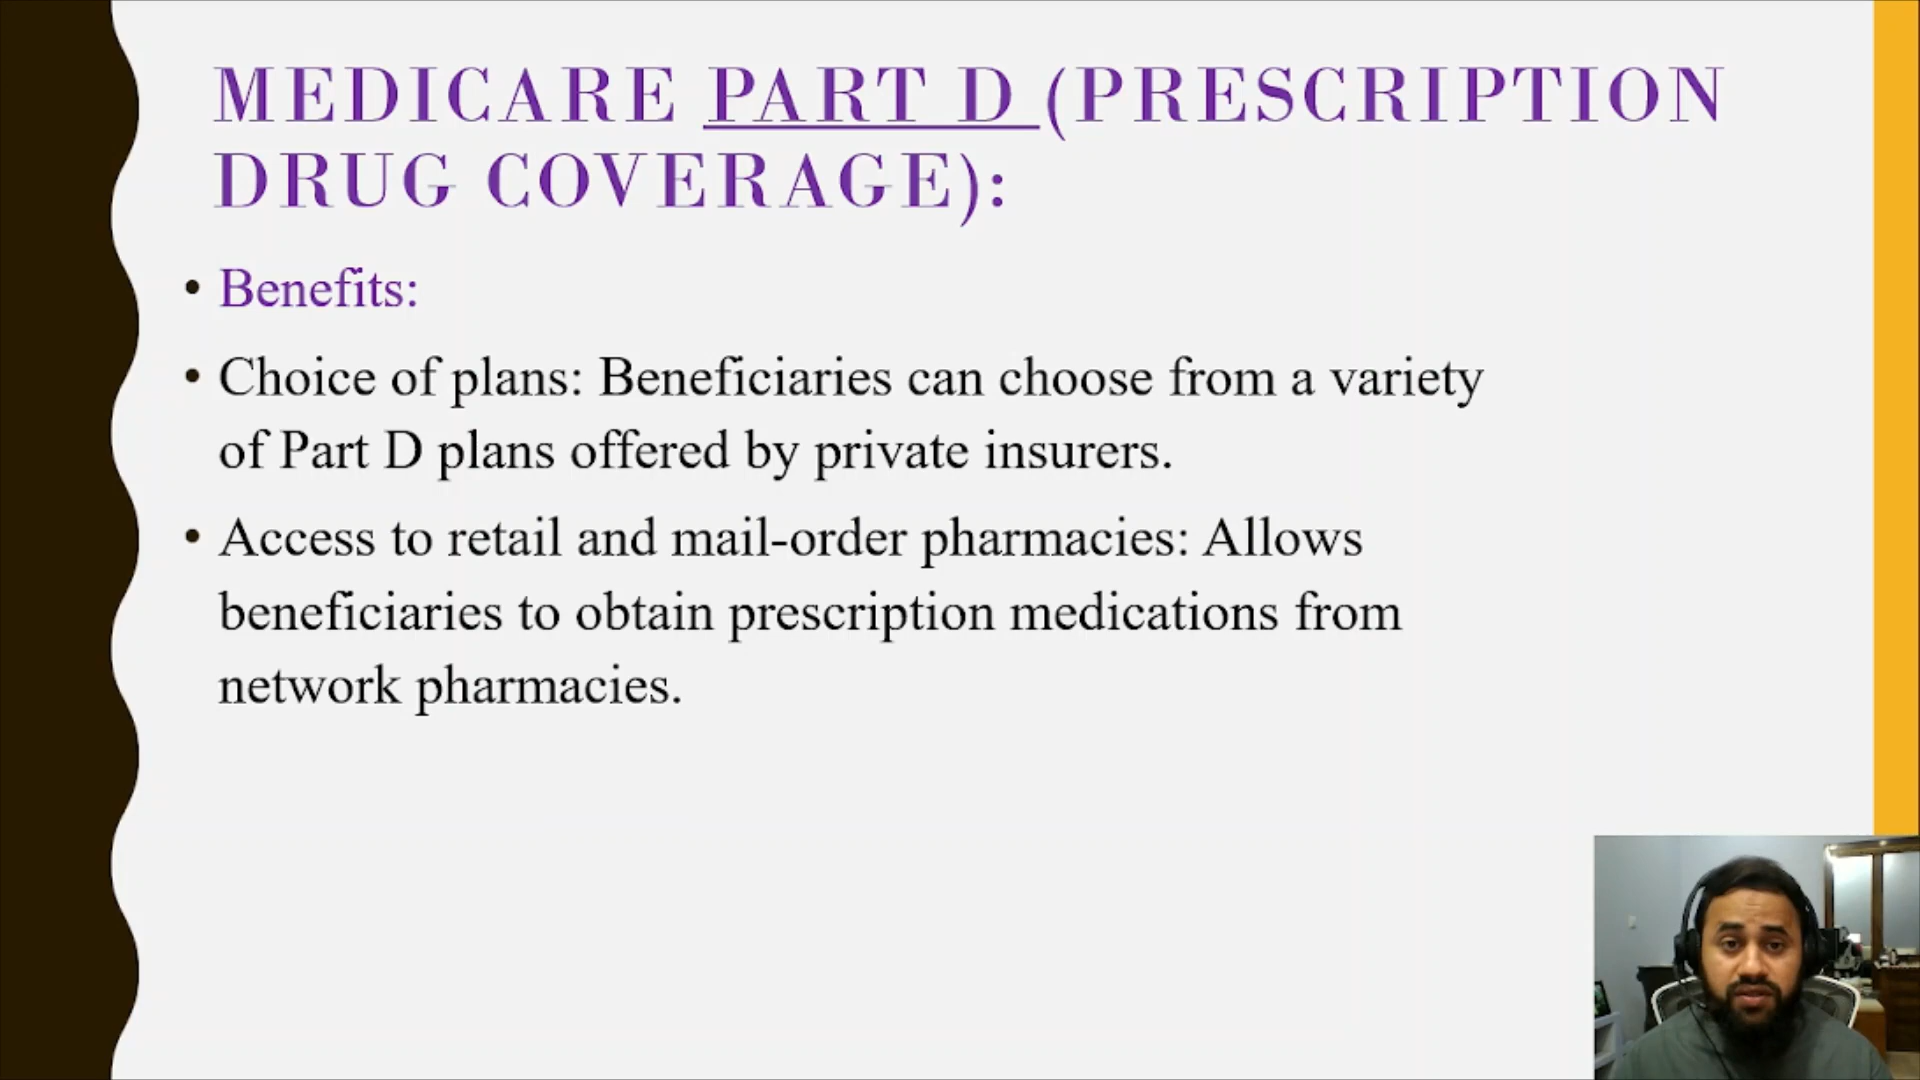 MEDICARE PART D (PRESCRIPTION
DRUG COVERAGE):
• Benefits:
• Choice of plans: Beneficiaries can choose from a variety
of Part D plans offered by private insurers.
• Access to retail and mail-order pharmacies: Allows
beneficiaries to obtain prescription medications from
network pharmacies.